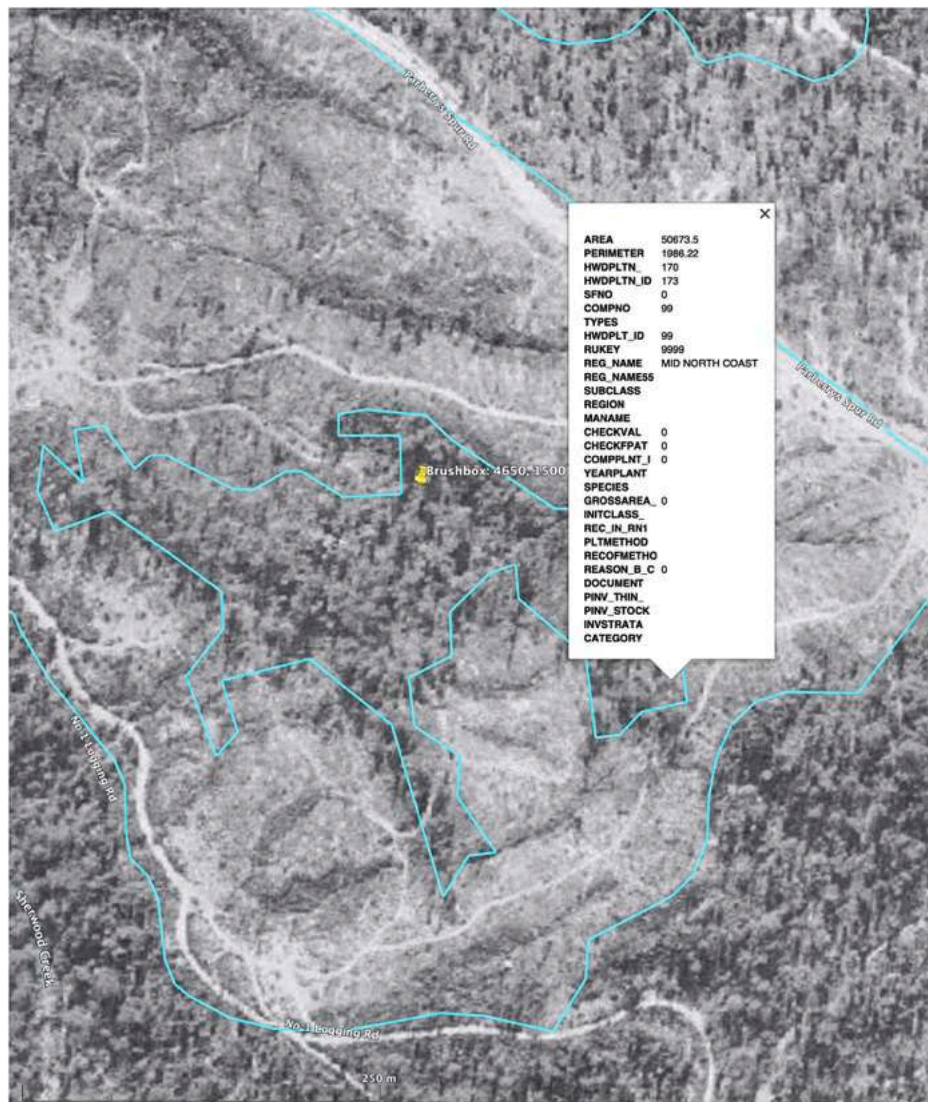 Parbery's Spur Rd
×
AREA 50673.5
PERIMETER 1986.22
HWDPLTN_ 170
HWDPLTN_ID 173
SFNO 0
COMPNO 99
TYPES
HWDPLT_ID 99
RUKEY 9999
REG_NAME MID NORTH COAST
REG_NAME55
SUBCLASS
REGION
MANAME
CHECKVAL 0
CHECKFPAT 0
COMPPLNT_I 0
YEARPLANT
SPECIES
GROSSAREA_ 0
INITCLASS_
REC_IN_RN1
PLTMETHOD
RECOFMETHO
REASON_B_C 0
DOCUMENT
PINV_THIN_
PINV_STOCK
INVSTRATA
CATEGORY
Parberrys Spur Rd
Brushbox: 4650, 1500
No 1 Logging Rd
Sherwood Creek
No 1 Logging Rd
250 m